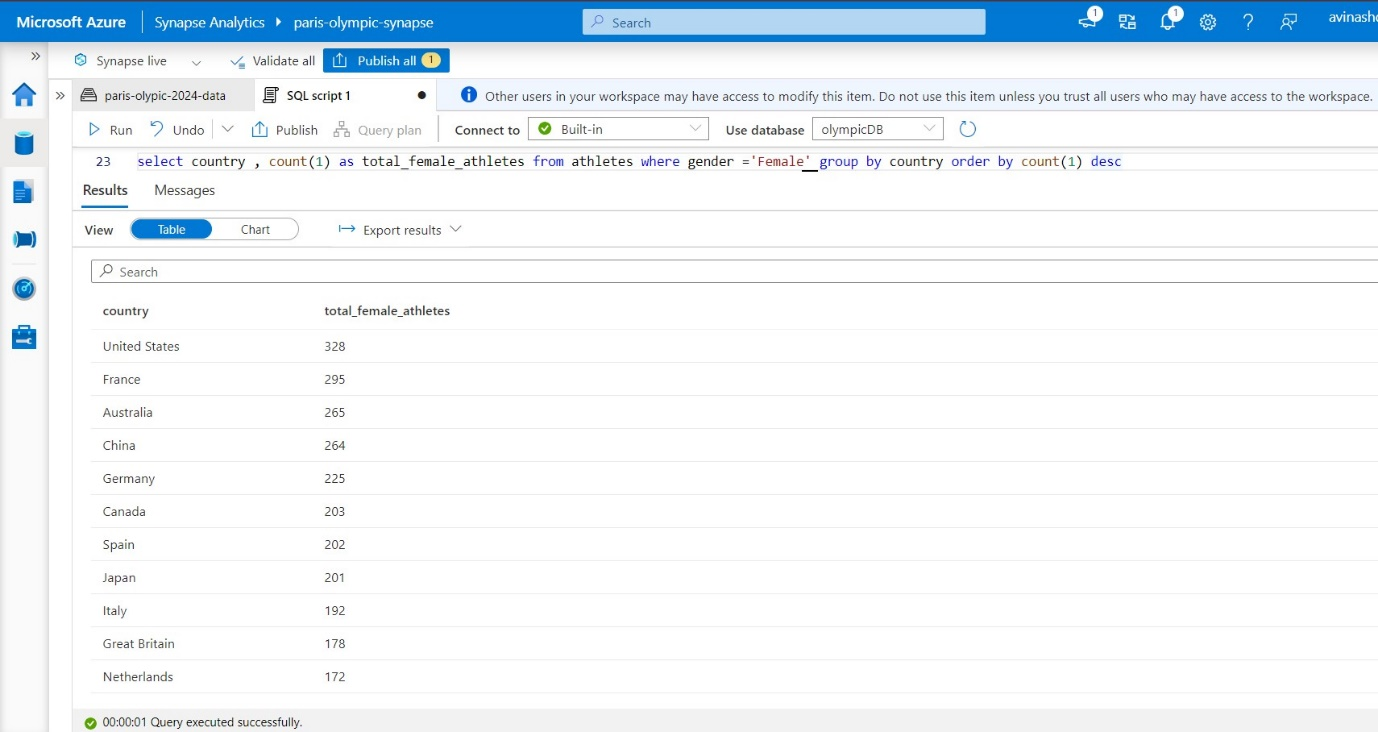 Microsoft Azure Synapse Analytics paris-olympic-synapse Search 1 1 avinash
Synapse live Validate all Publish all 1
paris-olypic-2024-data SQL script 1 Other users in your workspace may have access to modify this item. Do not use this item unless you trust all users who may have access to the workspace.
Run Undo Publish Query plan Connect to Built-in Use database olympicDB
23 select country , count(1) as total_female_athletes from athletes where gender ='Female' group by country order by count(1) desc
Results Messages
View Table Chart Export results
Search
country total_female_athletes
United States 328
France 295
Australia 265
China 264
Germany 225
Canada 203
Spain 202
Japan 201
Italy 192
Great Britain 178
Netherlands 172
00:00:01 Query executed successfully.